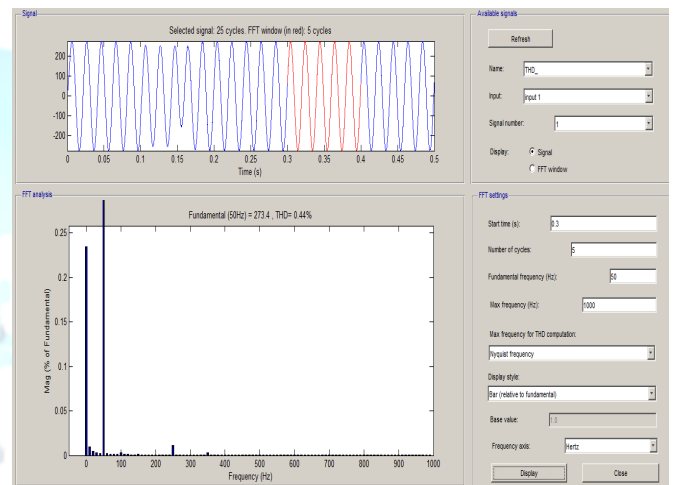 Signal
Selected signal: 25 cycles. FFT window (in red): 5 cycles
200
100
0
-100
-200
0 0.05 0.1 0.15 0.2 0.25 0.3 0.35 0.4 0.45 0.5
Time (s)
Available signals
Refresh
Name: THD_
Input: input 1
Signal number: 1
Display: Signal
FFT window
FFT analysis
Fundamental (50Hz) = 273.4 , THD= 0.44%
0.25
0.2
0.15
0.1
0.05
0
Mag (% of Fundamental)
0 100 200 300 400 500 600 700 800 900 1000
Frequency (Hz)
FFT settings
Start time (s): 0.3
Number of cycles: 5
Fundamental frequency (Hz): 50
Max frequency (Hz): 1000
Max frequency for THD computation:
Nyquist frequency
Display style:
Bar (relative to fundamental)
Base value: 1.0
Frequency axis: Hertz
Display Close